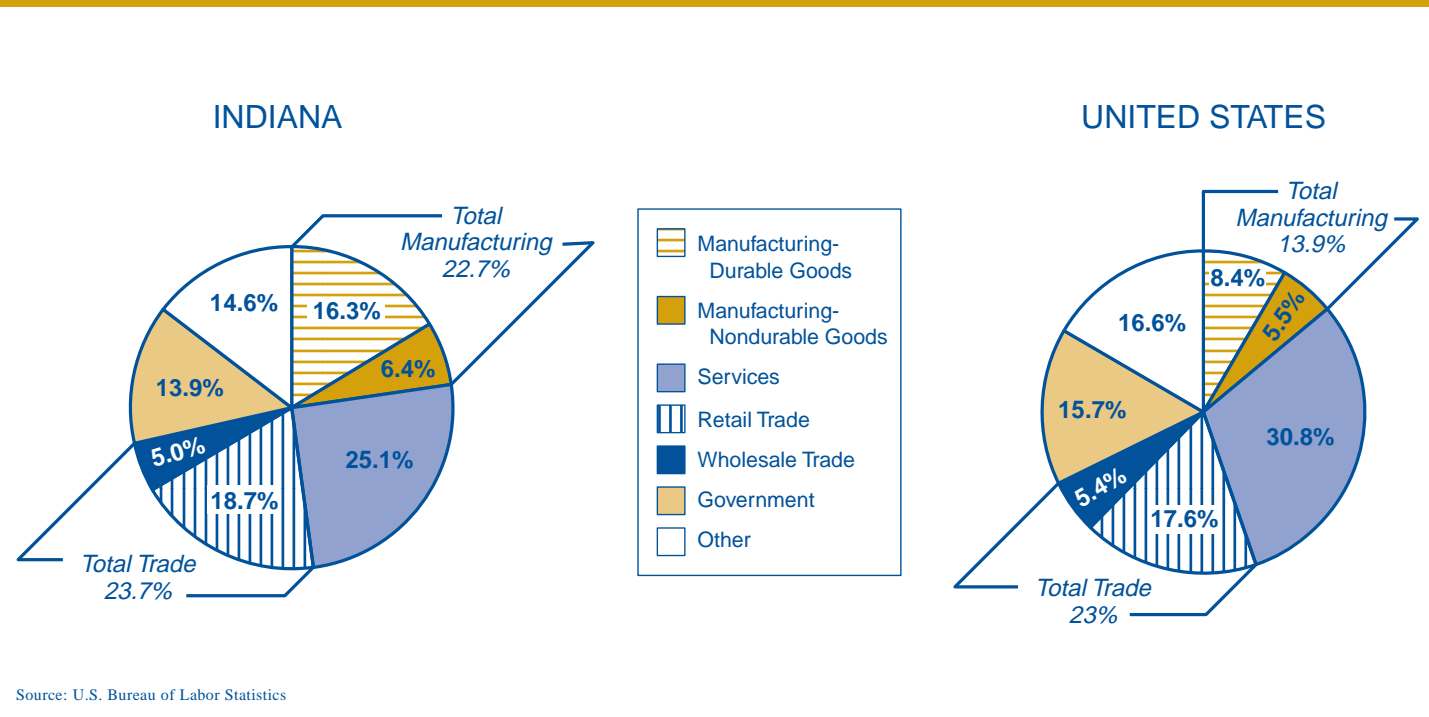 INDIANA
Total
Manufacturing
22.7%
14.6%
16.3%
6.4%
13.9%
5.0%
25.1%
18.7%
Total Trade
23.7%
Manufacturing-
Durable Goods
Manufacturing-
Nondurable Goods
Services
Retail Trade
Wholesale Trade
Government
Other
UNITED STATES
Total
Manufacturing
13.9%
8.4%
5.5%
16.6%
15.7%
30.8%
5.4%
17.6%
Total Trade
23%
Source: U.S. Bureau of Labor Statistics